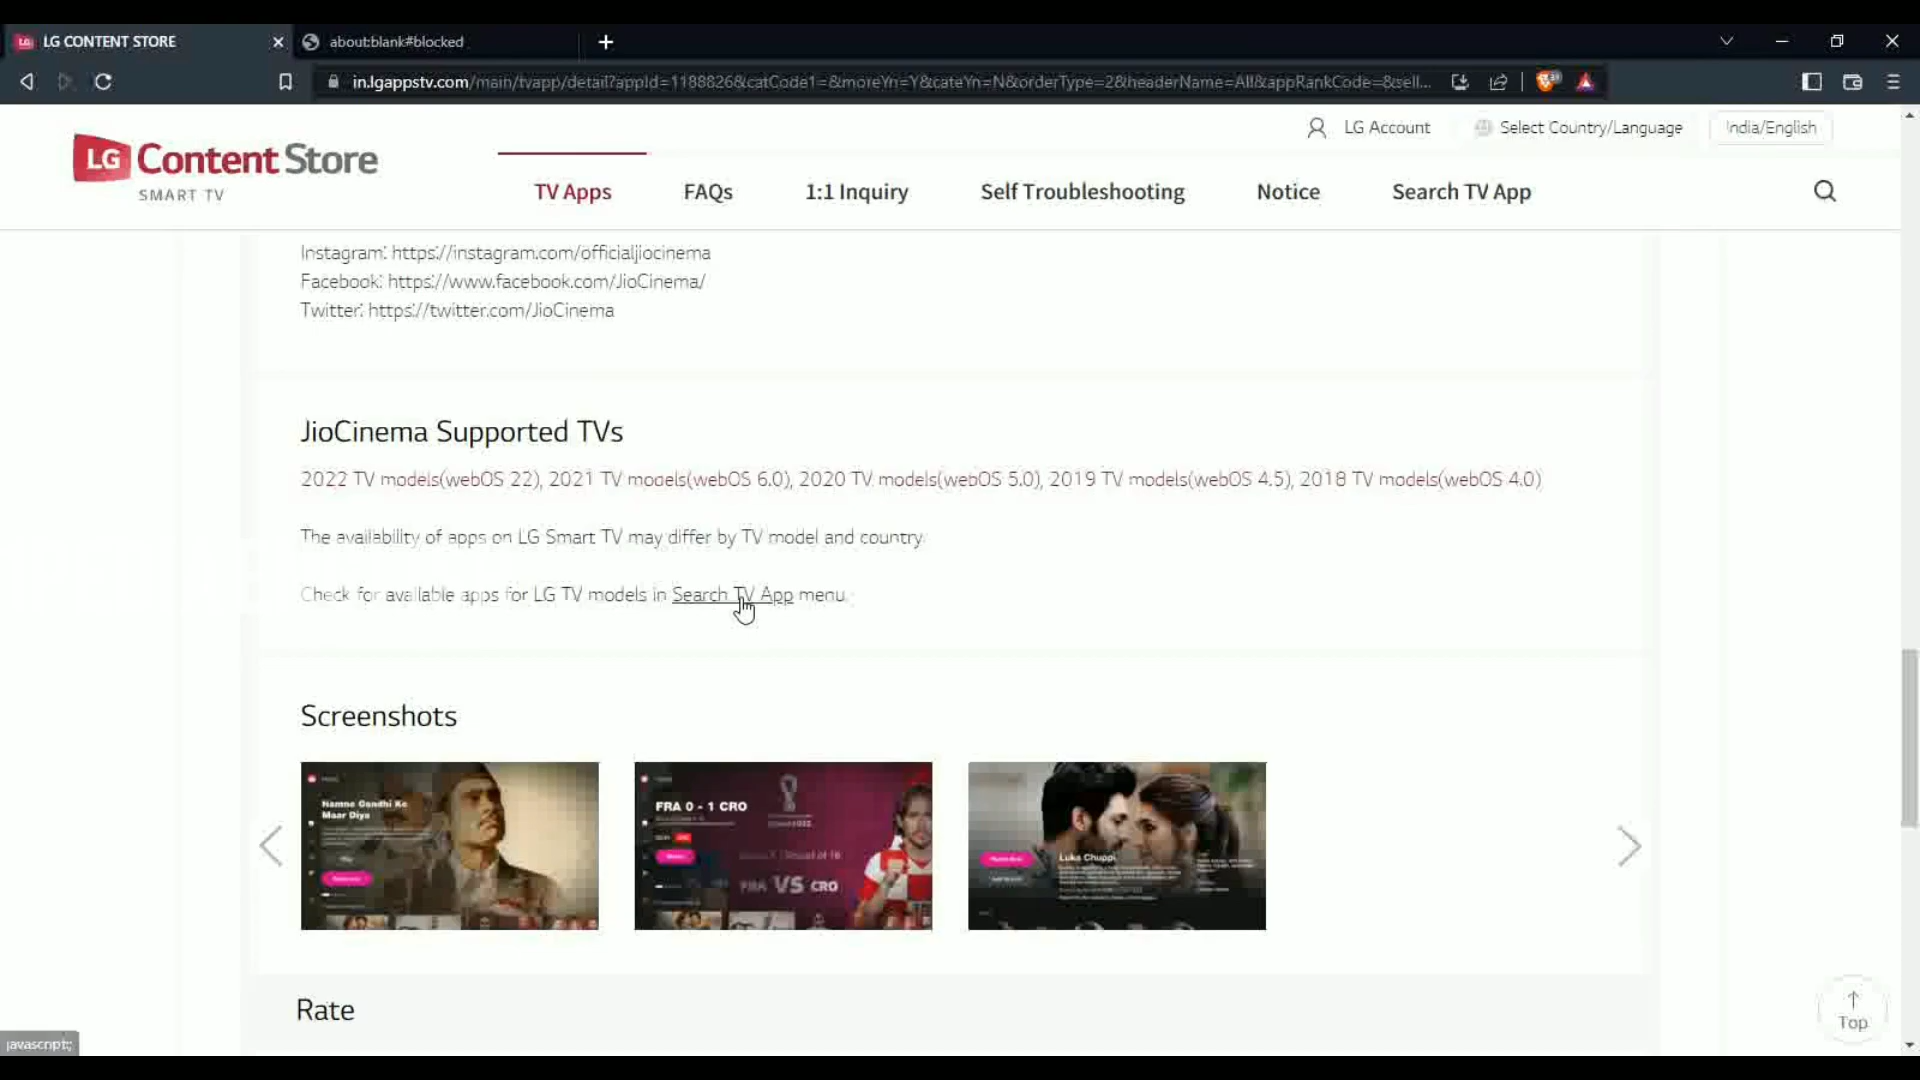 LG CONTENT STORE
about:blank#blocked
in.lgappstv.com/main/tvapp/detail?appId=1188826&catCode1=&moreYn=Y&cateYn=N&orderType=2&headerName=All&appRankCode=&sell...
LG Account
Select Country/Language
India/English
LG Content Store
SMART TV
TV Apps
FAQs
1:1 Inquiry
Self Troubleshooting
Notice
Search TV App
Instagram: https://instagram.com/officialjiocinema
Facebook: https://www.facebook.com/JioCinema/
Twitter: https://twitter.com/JioCinema
JioCinema Supported TVs
2022 TV models(webOS 22), 2021 TV models(webOS 6.0), 2020 TV models(webOS 5.0), 2019 TV models(webOS 4.5), 2018 TV models(webOS 4.0)
The availability of apps on LG Smart TV may differ by TV model and country.
Check for available apps for LG TV models in Search TV App menu.
Screenshots
Namne Gandhi Ke
Maar Diya
FRA 0 - 1 CRO
FRA VS CRO
Luka Chuppi
Rate
Top
javascript:;